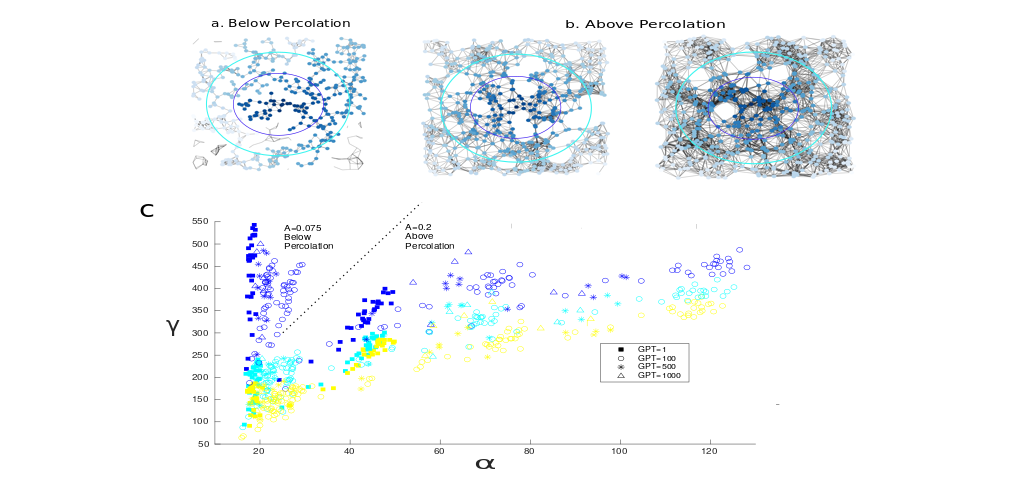 a. Below Percolation
b. Above Percolation
c
A=0.075
Below
Percolation
A=0.2
Above
Percolation
γ
550
500
450
400
350
300
250
200
150
100
50
GPT=1
GPT=100
GPT=500
GPT=1000
20 40 60 80 100 120
α